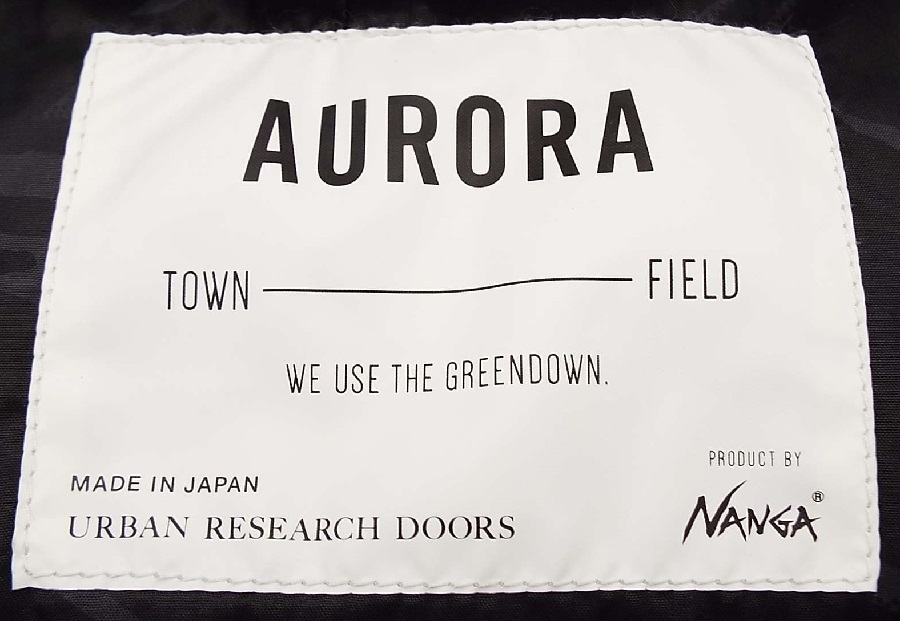 AURORA
TOWN FIELD
WE USE THE GREENDOWN.
PRODUCT BY
MADE IN JAPAN
URBAN RESEARCH DOORS
NANGA®